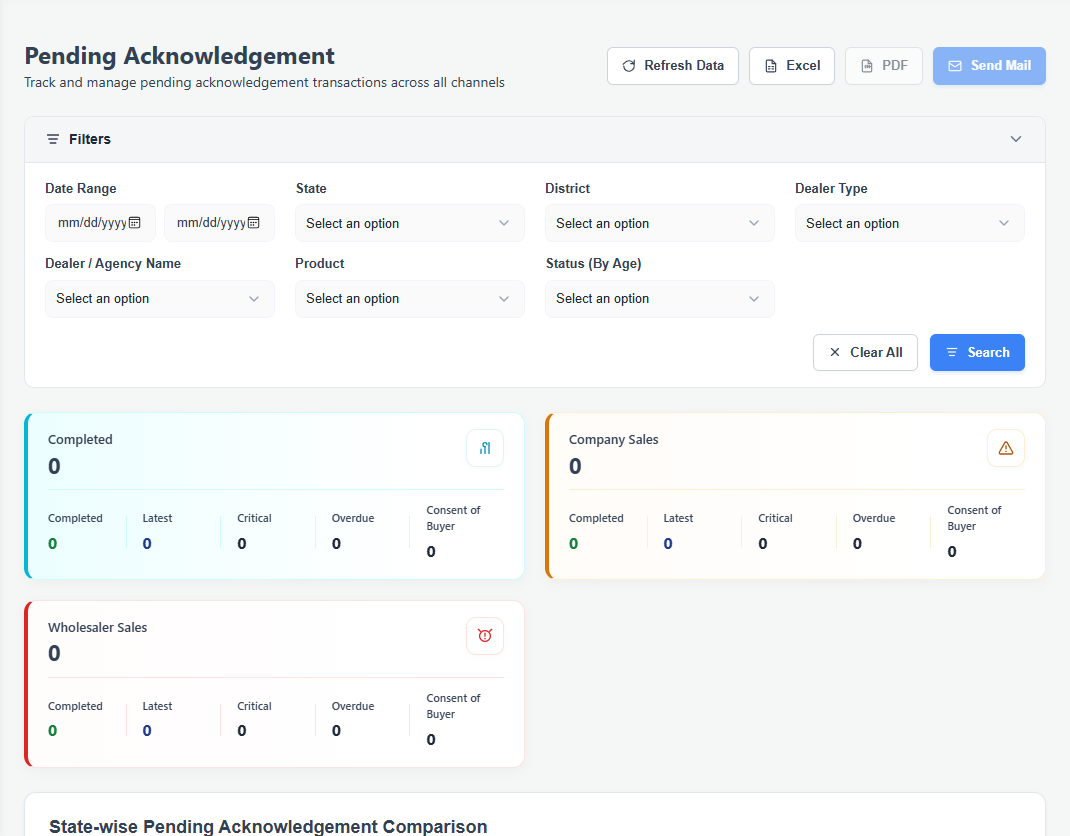 Pending Acknowledgement
Track and manage pending acknowledgement transactions across all channels
Refresh Data
Excel
PDF
Send Mail
Filters
Date Range
State
District
Dealer Type
mm/dd/yyyy
mm/dd/yyyy
Select an option
Select an option
Select an option
Dealer / Agency Name
Product
Status (By Age)
Select an option
Select an option
Select an option
Clear All
Search
Completed
0
Completed
Latest
Critical
Overdue
Consent of
Buyer
0
0
0
0
0
Company Sales
0
Completed
Latest
Critical
Overdue
Consent of
Buyer
0
0
0
0
0
Wholesaler Sales
0
Completed
Latest
Critical
Overdue
Consent of
Buyer
0
0
0
0
0
State-wise Pending Acknowledgement Comparison